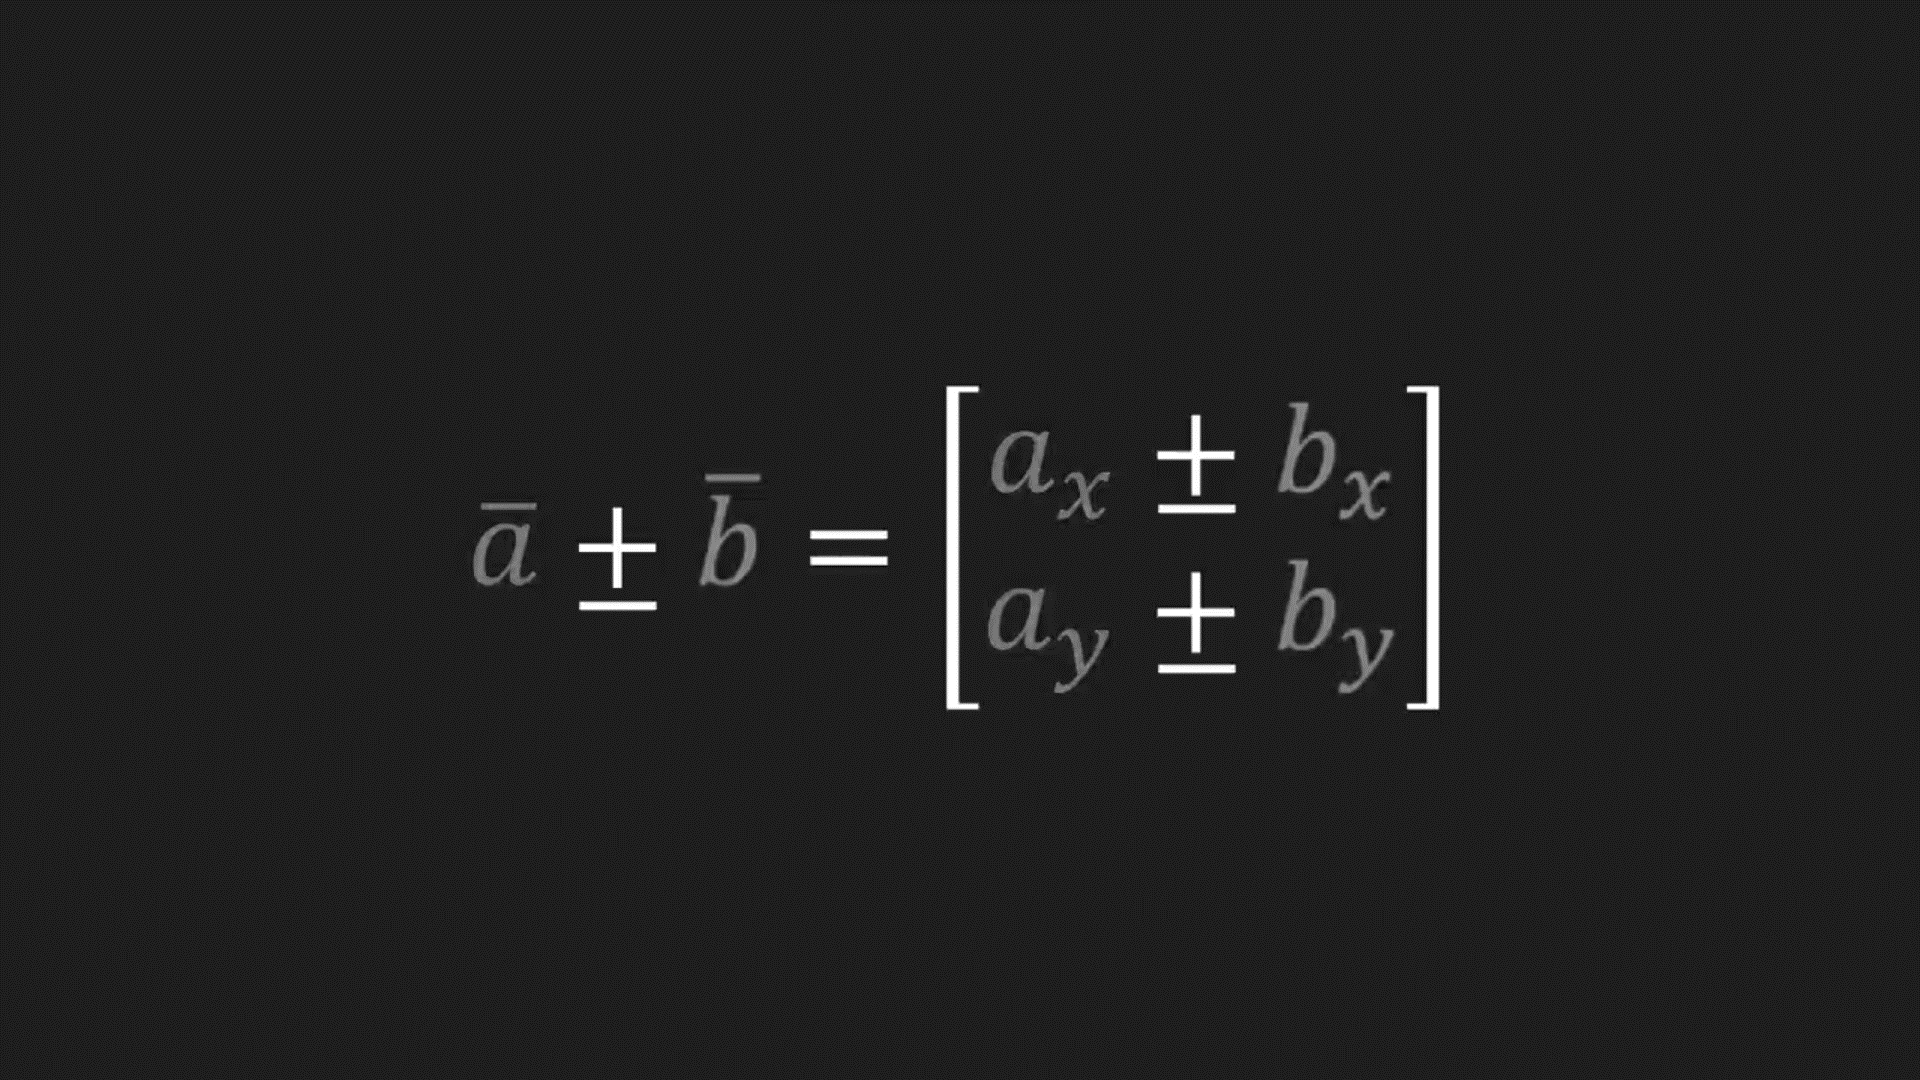 a̅ ± b̅ = [aₓ ± bₓ
a_y ± b_y]